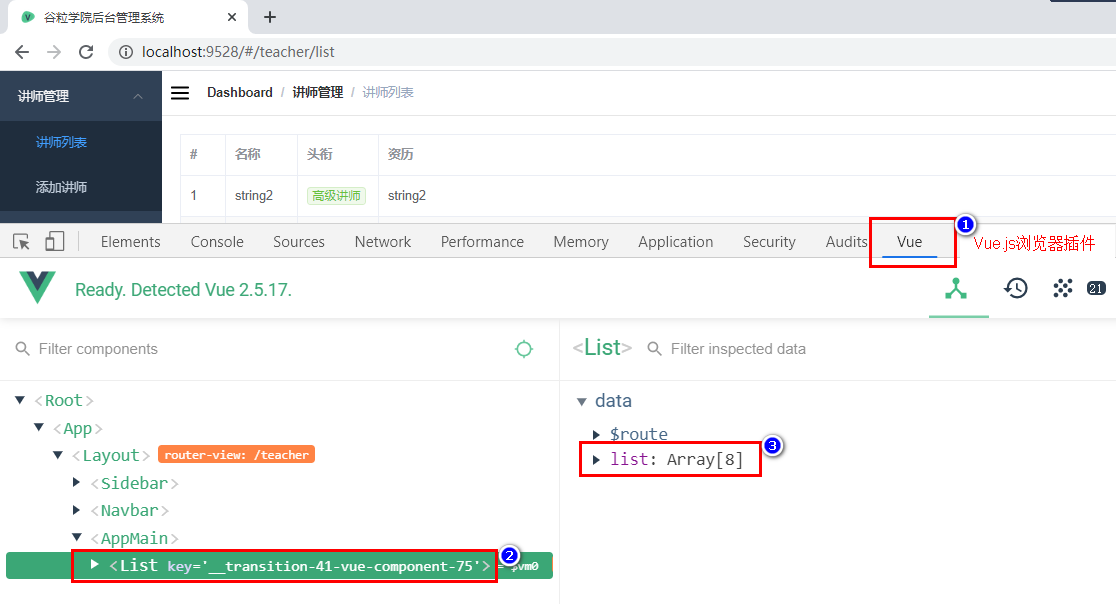 谷粒学院后台管理系统
localhost:9528/#/teacher/list
讲师管理
Dashboard / 讲师管理 / 讲师列表
讲师列表
添加讲师
# 名称 头衔 资历
1 string2 高级讲师 string2
Elements Console Sources Network Performance Memory Application Security Audits Vue
1
Vue.js浏览器插件
Ready. Detected Vue 2.5.17.
21
Filter components
<List> Filter inspected data
<Root>
<App>
<Layout> router-view: /teacher
<Sidebar>
<Navbar>
<AppMain>
<List key='__transition-41-vue-component-75'> = $vm0
2
data
$route
list: Array[8]
3